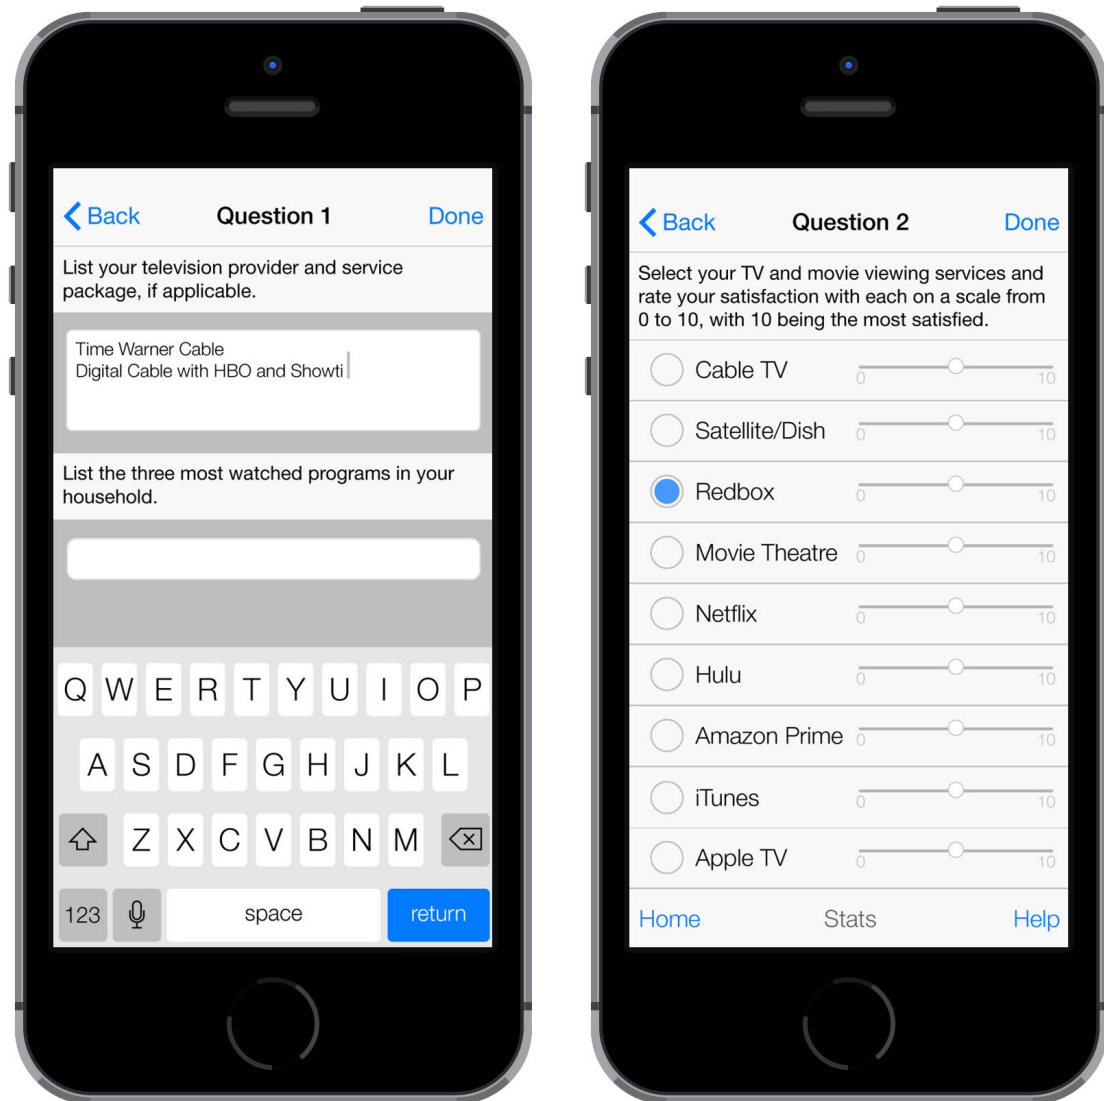 Back Question 1 Done
List your television provider and service
package, if applicable.
Time Warner Cable
Digital Cable with HBO and Showti
List the three most watched programs in your
household.
Q W E R T Y U I O P
A S D F G H J K L
Z X C V B N M
123 space return
Back Question 2 Done
Select your TV and movie viewing services and
rate your satisfaction with each on a scale from
0 to 10, with 10 being the most satisfied.
Cable TV 0 10
Satellite/Dish 0 10
Redbox 0 10
Movie Theatre 0 10
Netflix 0 10
Hulu 0 10
Amazon Prime 0 10
iTunes 0 10
Apple TV 0 10
Home Stats Help